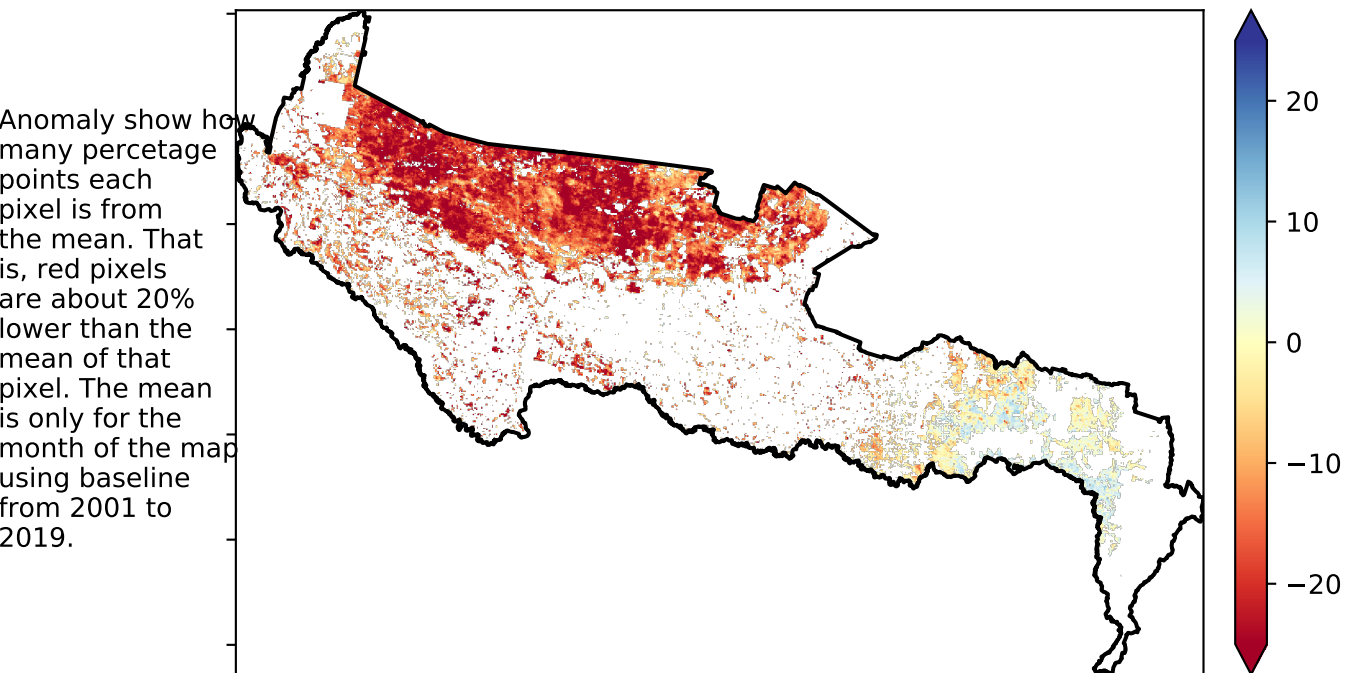 Anomaly show how
many percetage
points each
pixel is from
the mean. That
is, red pixels
are about 20%
lower than the
mean of that
pixel. The mean
is only for the
month of the map
using baseline
from 2001 to
2019.
20
10
0
−10
−20